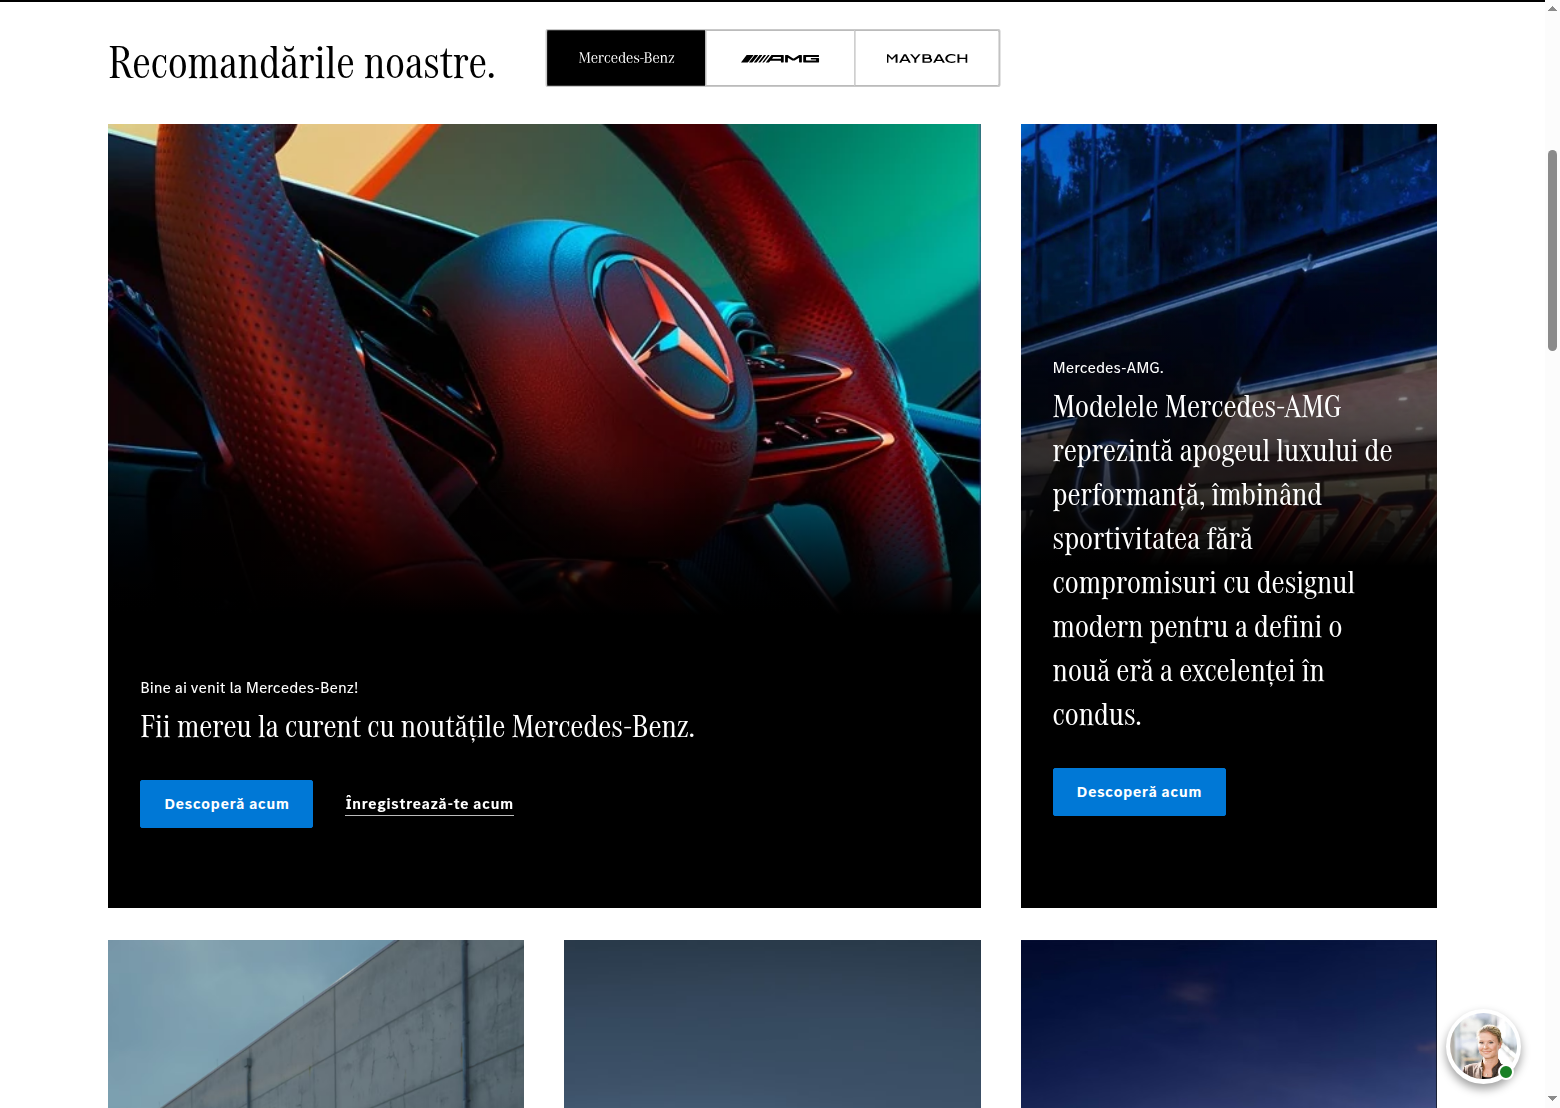 Recomandările noastre.
Mercedes-Benz
AMG
MAYBACH
Bine ai venit la Mercedes-Benz!
Fii mereu la curent cu noutățile Mercedes-Benz.
Descoperă acum
Înregistrează-te acum
Mercedes-AMG.
Modelele Mercedes-AMG
reprezintă apogeul luxului de
performanță, îmbinând
sportivitatea fără
compromisuri cu designul
modern pentru a defini o
nouă eră a excelenței în
condus.
Descoperă acum